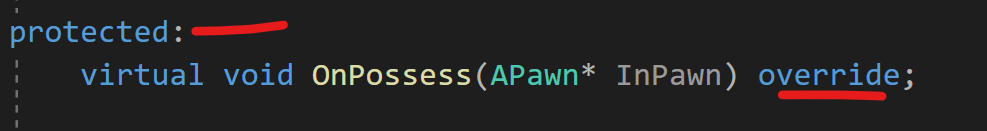 protected:
virtual void OnPossess(APawn* InPawn) override;